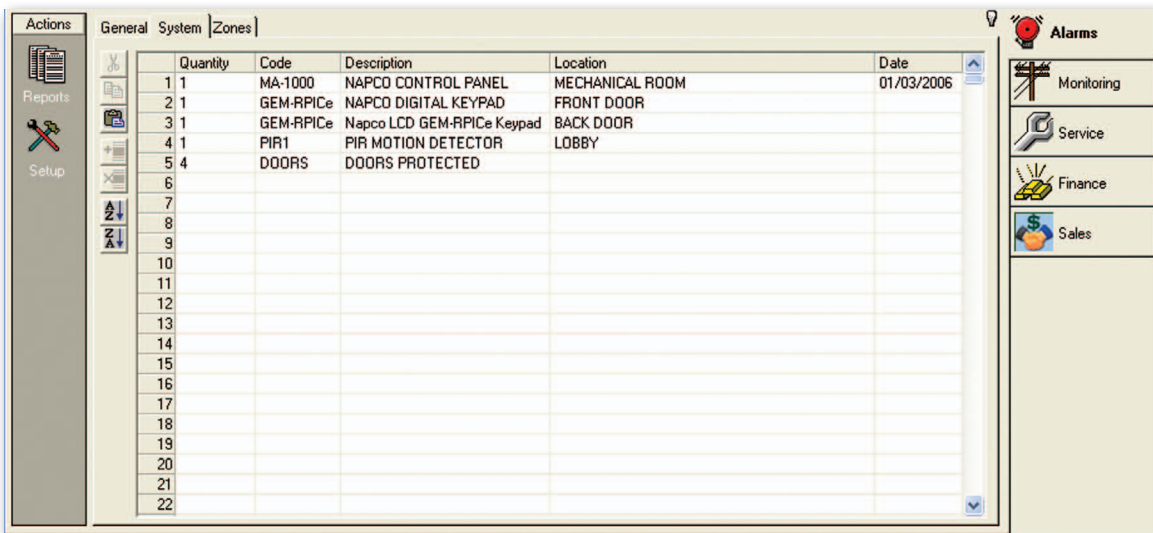 Actions
General System Zones
Alarms
Quantity Code Description Location Date
1 1 MA-1000 NAPCO CONTROL PANEL MECHANICAL ROOM 01/03/2006
2 1 GEM-RPICe NAPCO DIGITAL KEYPAD FRONT DOOR
3 1 GEM-RPICe Napco LCD GEM-RPICe Keypad BACK DOOR
4 1 PIR1 PIR MOTION DETECTOR LOBBY
5 4 DOORS DOORS PROTECTED
6
7
8
9
10
11
12
13
14
15
16
17
18
19
20
21
22
Reports
Setup
A
Z
Z
A
Monitoring
Service
Finance
$
Sales